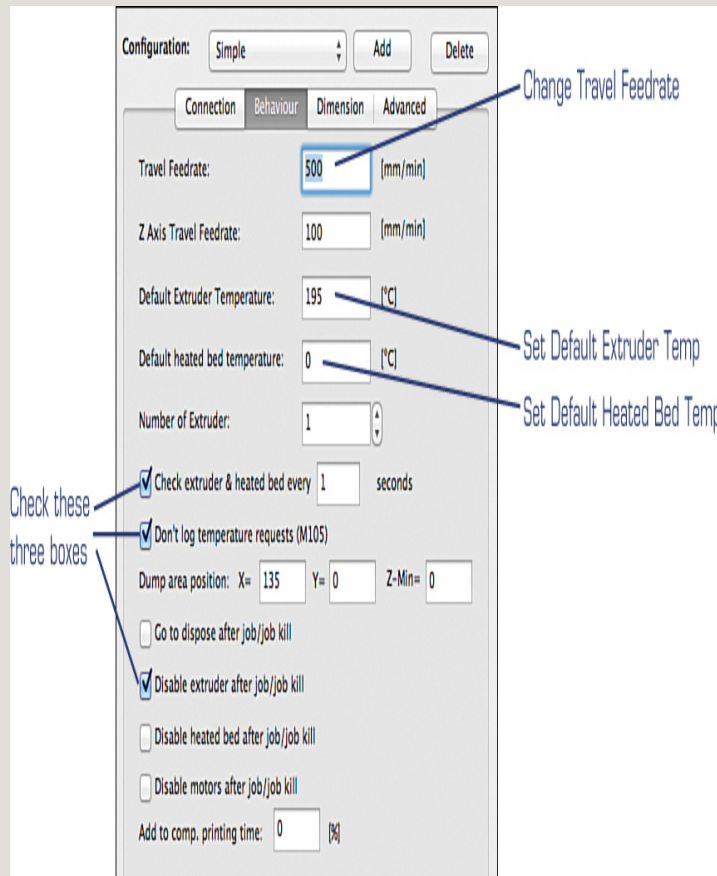 Configuration: Simple Add Delete
Connection Behaviour Dimension Advanced
Change Travel Feedrate
Travel Feedrate: 500 [mm/min]
Z Axis Travel Feedrate: 100 [mm/min]
Default Extruder Temperature: 195 [°C]
Set Default Extruder Temp
Default heated bed temperature: 0 [°C]
Set Default Heated Bed Temp
Number of Extruder: 1
Check these
three boxes
Check extruder & heated bed every 1 seconds
Don't log temperature requests (M105)
Dump area position: X= 135 Y= 0 Z-Min= 0
Go to dispose after job/job kill
Disable extruder after job/job kill
Disable heated bed after job/job kill
Disable motors after job/job kill
Add to comp. printing time: 0 [%]